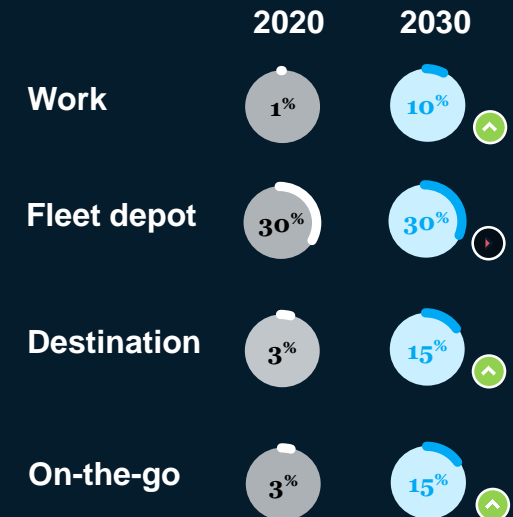 2020 2030
Work 1% 10%
Fleet depot 30% 30%
Destination 3% 15%
On-the-go 3% 15%